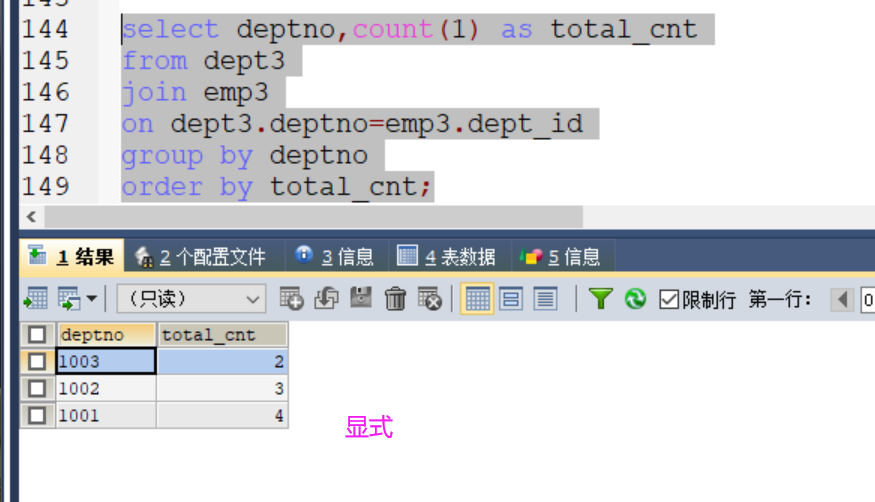 144 select deptno,count(1) as total_cnt
145 from dept3
146 join emp3
147 on dept3.deptno=emp3.dept_id
148 group by deptno
149 order by total_cnt;
1 结果 2 个配置文件 3 信息 4 表数据 5 信息
（只读） 限制行 第一行: 0
deptno total_cnt
1003 2
1002 3
1001 4
显式